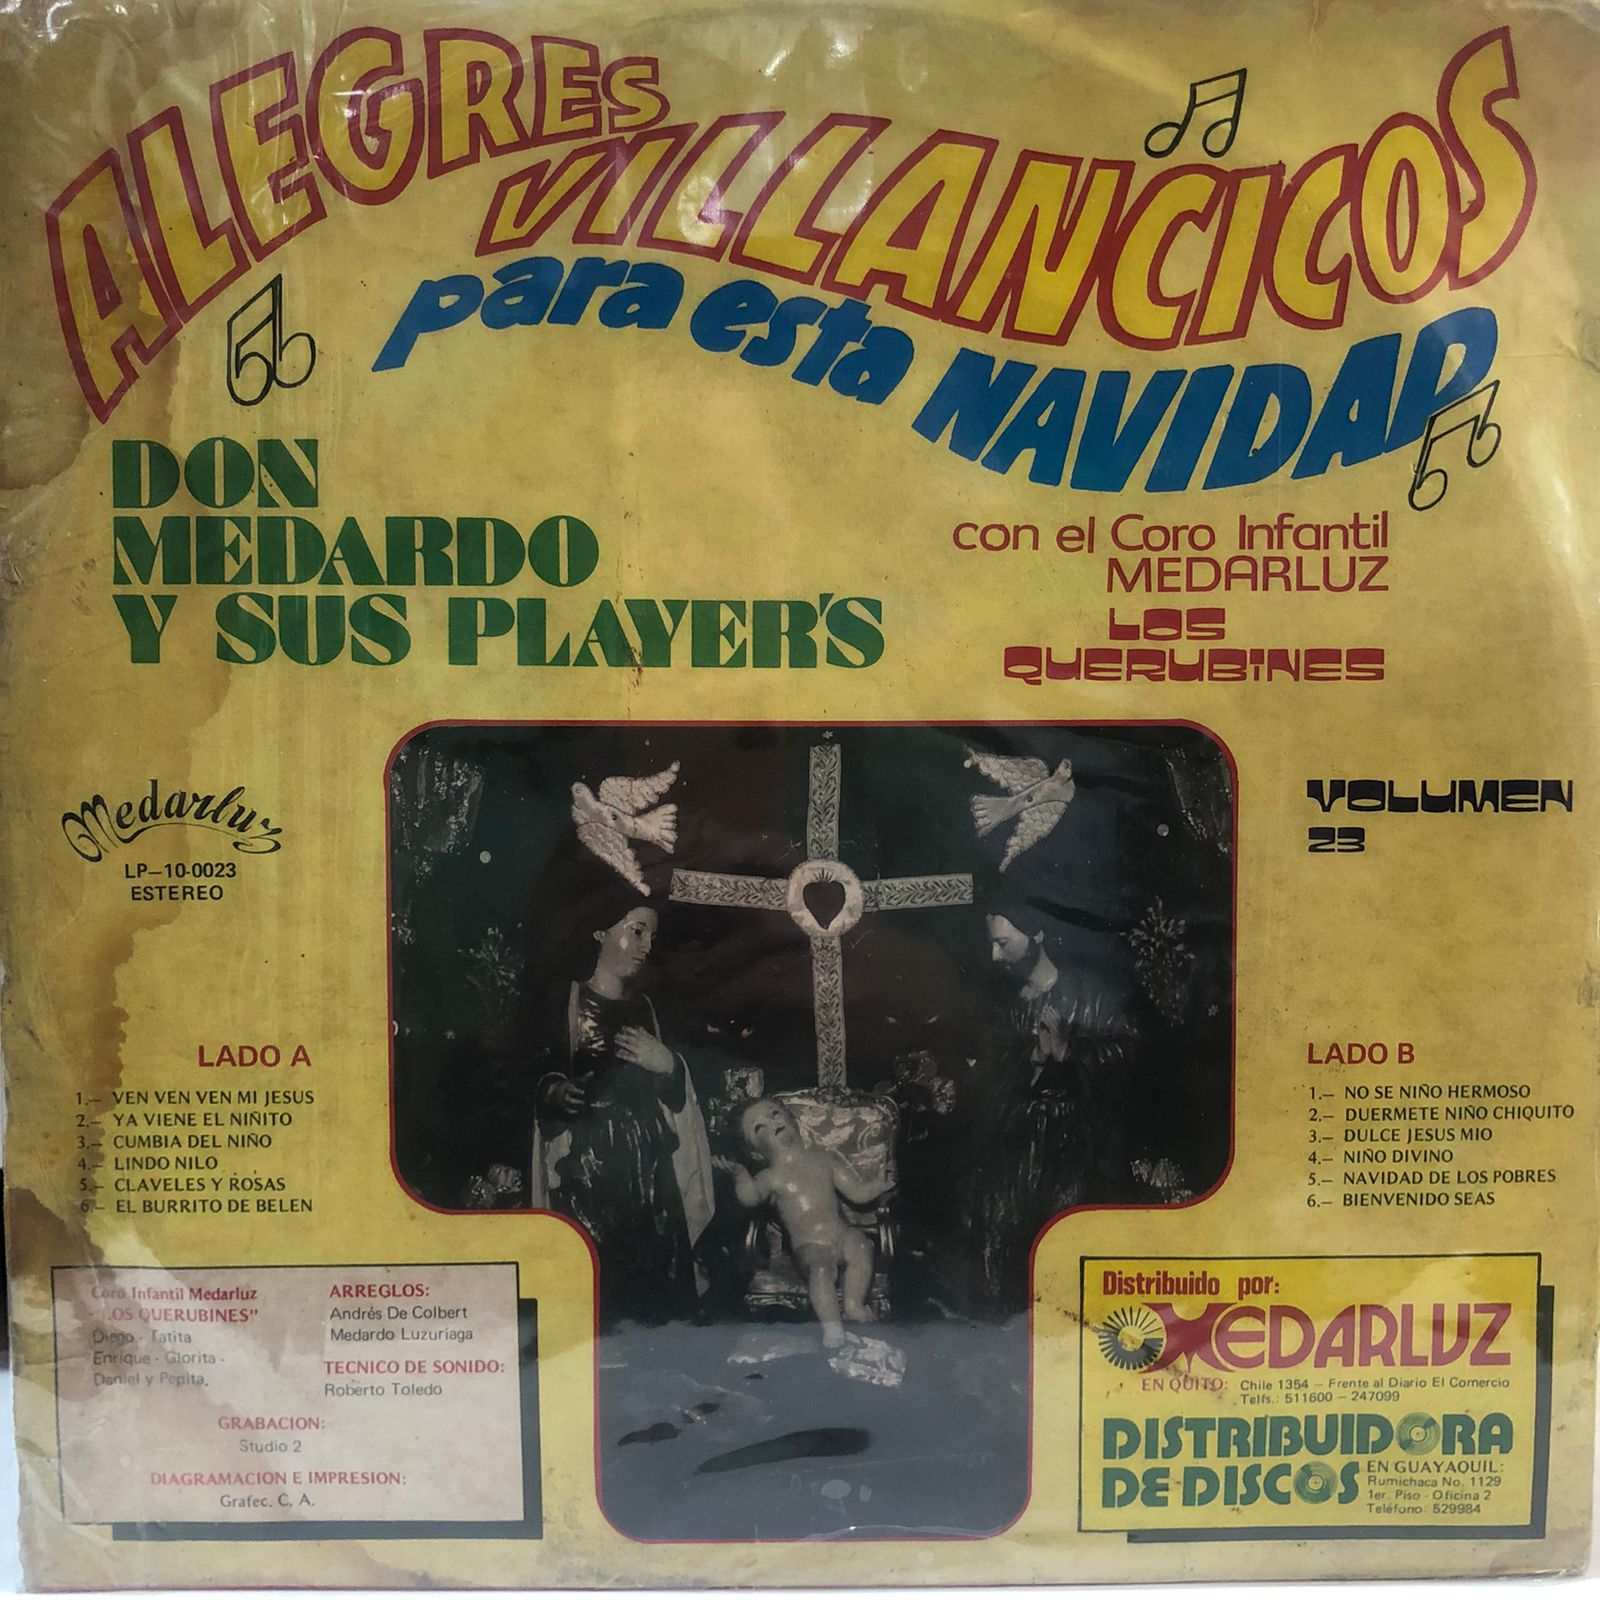 ALEGRES
VILLANCICOS
para esta NAVIDAD
DON
MEDARDO
Y SUS PLAYER'S
con el Coro Infantil
MEDARLUZ
LOS
QUERUBINES
Medarluz
LP-10-0023
ESTEREO
VOLUMEN
23
LADO A
1.- VEN VEN VEN MI JESUS
2.- YA VIENE EL NIÑITO
3.- CUMBIA DEL NIÑO
4.- LINDO NILO
5.- CLAVELES Y ROSAS
6.- EL BURRITO DE BELEN
LADO B
1.- NO SE NIÑO HERMOSO
2.- DUERMETE NIÑO CHIQUITO
3.- DULCE JESUS MIO
4.- NIÑO DIVINO
5.- NAVIDAD DE LOS POBRES
6.- BIENVENIDO SEAS
Coro Infantil Medarluz
"LOS QUERUBINES"
Diego - Tatita
Enrique - Glorita -
Daniel y Pepita.
ARREGLOS:
Andrés De Colbert
Medardo Luzuriaga
TECNICO DE SONIDO:
Roberto Toledo
GRABACION:
Studio 2
DIAGRAMACION E IMPRESION:
Grafec. C. A.
Distribuido por:
MEDARLUZ
EN QUITO: Chile 1354 - Frente al Diario El Comercio
Telfs.: 511600 - 247099
DISTRIBUIDORA
DE DISCOS
EN GUAYAQUIL:
Rumichaca No. 1129
1er. Piso - Oficina 2
Teléfono: 529984